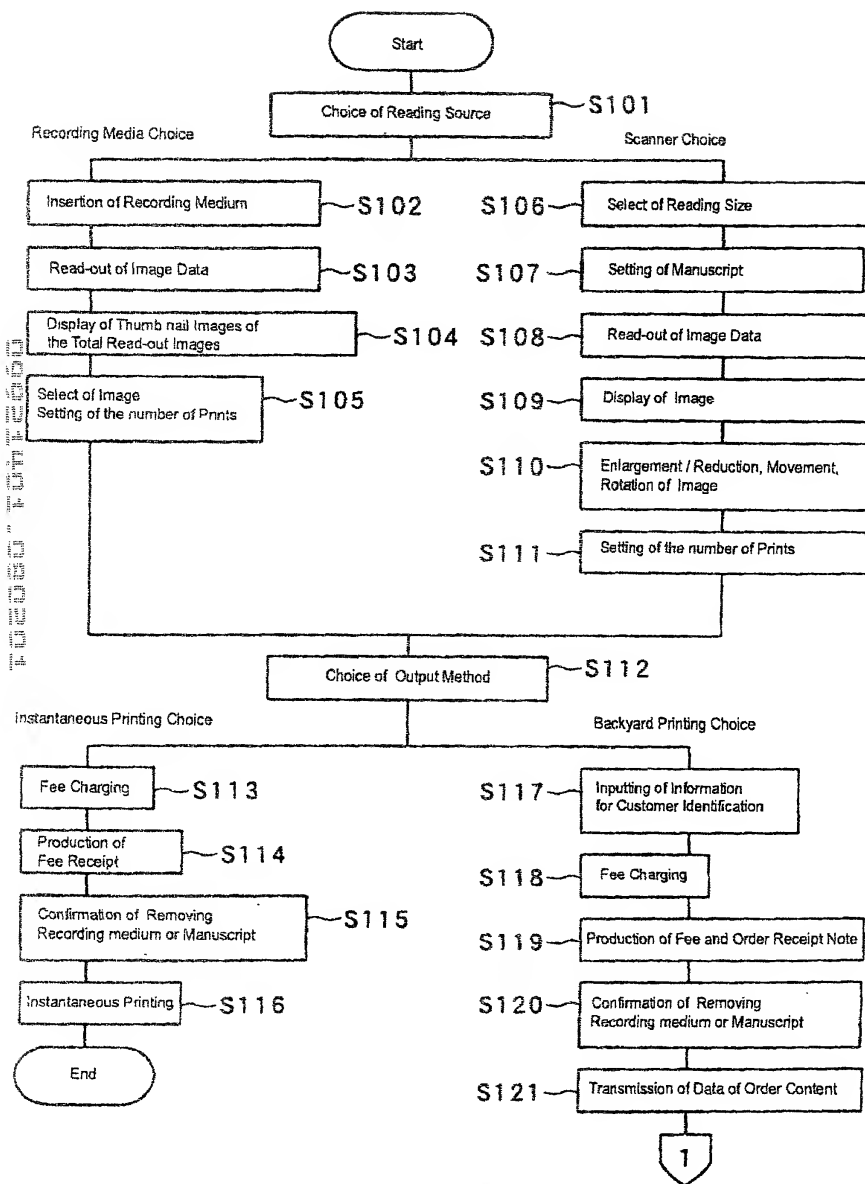 Start
Choice of Reading Source
S101
Recording Media Choice
Scanner Choice
Insertion of Recording Medium
S102
Read-out of Image Data
S103
Display of Thumb nail Images of
the Total Read-out Images
S104
Select of Image
Setting of the number of Prints
S105
S106
Select of Reading Size
S107
Setting of Manuscript
S108
Read-out of Image Data
S109
Display of Image
S110
Enlargement / Reduction, Movement,
Rotation of Image
S111
Setting of the number of Prints
Choice of Output Method
S112
Instantaneous Printing Choice
Backyard Printing Choice
Fee Charging
S113
Production of
Fee Receipt
S114
Confirmation of Removing
Recording medium or Manuscript
S115
Instantaneous Printing
S116
End
S117
Inputting of Information
for Customer Identification
S118
Fee Charging
S119
Production of Fee and Order Receipt Note
S120
Confirmation of Removing
Recording medium or Manuscript
S121
Transmission of Data of Order Content
1